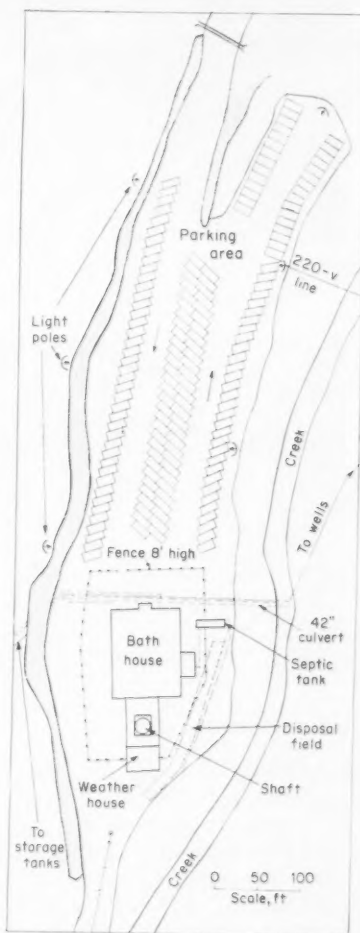 Parking
area
220-v
line
Light
poles
Creek
To wells
Fence 8' high
42"
culvert
Bath
house
Septic
tank
Disposal
field
Weather
house
Shaft
To
storage
tanks
Creek
0 50 100
Scale, ft